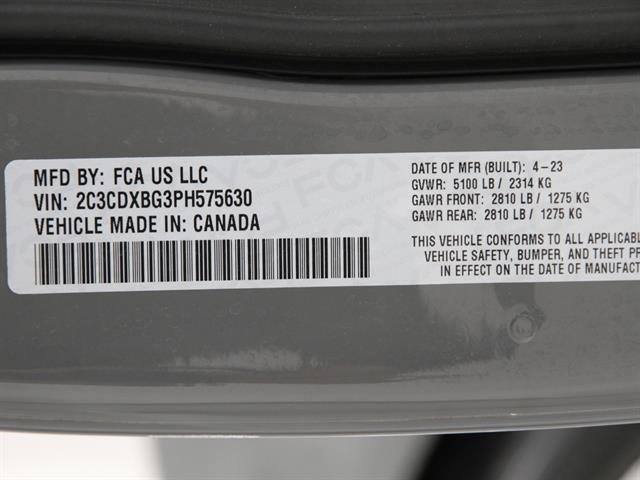 MFD BY: FCA US LLC
VIN: 2C3CDXBG3PH575630
VEHICLE MADE IN: CANADA
DATE OF MFR (BUILT): 4-23
GVWR: 5100 LB / 2314 KG
GAWR FRONT: 2810 LB / 1275 KG
GAWR REAR: 2810 LB / 1275 KG
THIS VEHICLE CONFORMS TO ALL APPLICABL
VEHICLE SAFETY, BUMPER, AND THEFT PR
IN EFFECT ON THE DATE OF MANUFACT